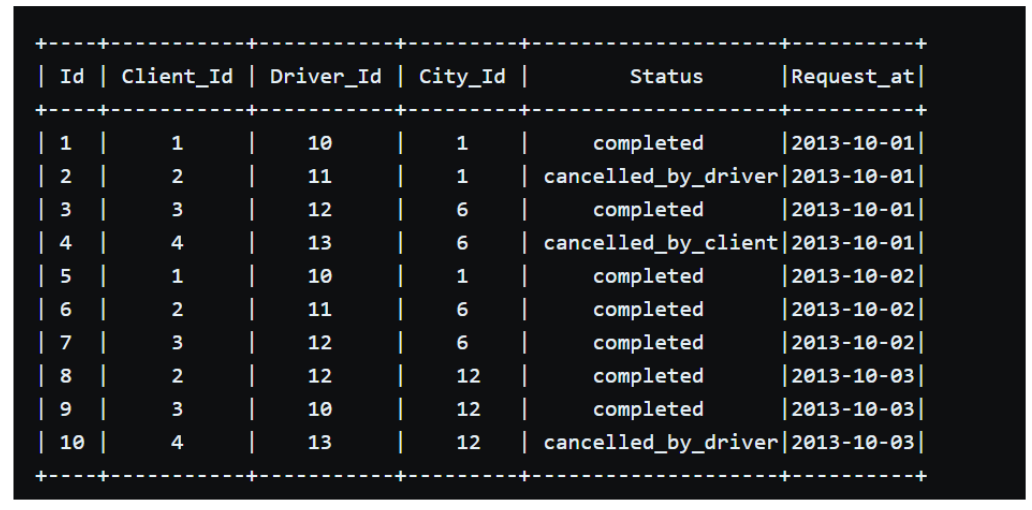 +----+-----------+-----------+---------+--------------------+----------+
| Id | Client_Id | Driver_Id | City_Id |        Status      |Request_at|
+----+-----------+-----------+---------+--------------------+----------+
| 1  |     1     |    10     |    1    |     completed      |2013-10-01|
| 2  |     2     |    11     |    1    | cancelled_by_driver|2013-10-01|
| 3  |     3     |    12     |    6    |     completed      |2013-10-01|
| 4  |     4     |    13     |    6    | cancelled_by_client|2013-10-01|
| 5  |     1     |    10     |    1    |     completed      |2013-10-02|
| 6  |     2     |    11     |    6    |     completed      |2013-10-02|
| 7  |     3     |    12     |    6    |     completed      |2013-10-02|
| 8  |     2     |    12     |    12   |     completed      |2013-10-03|
| 9  |     3     |    10     |    12   |     completed      |2013-10-03|
| 10 |     4     |    13     |    12   | cancelled_by_driver|2013-10-03|
+----+-----------+-----------+---------+--------------------+----------+